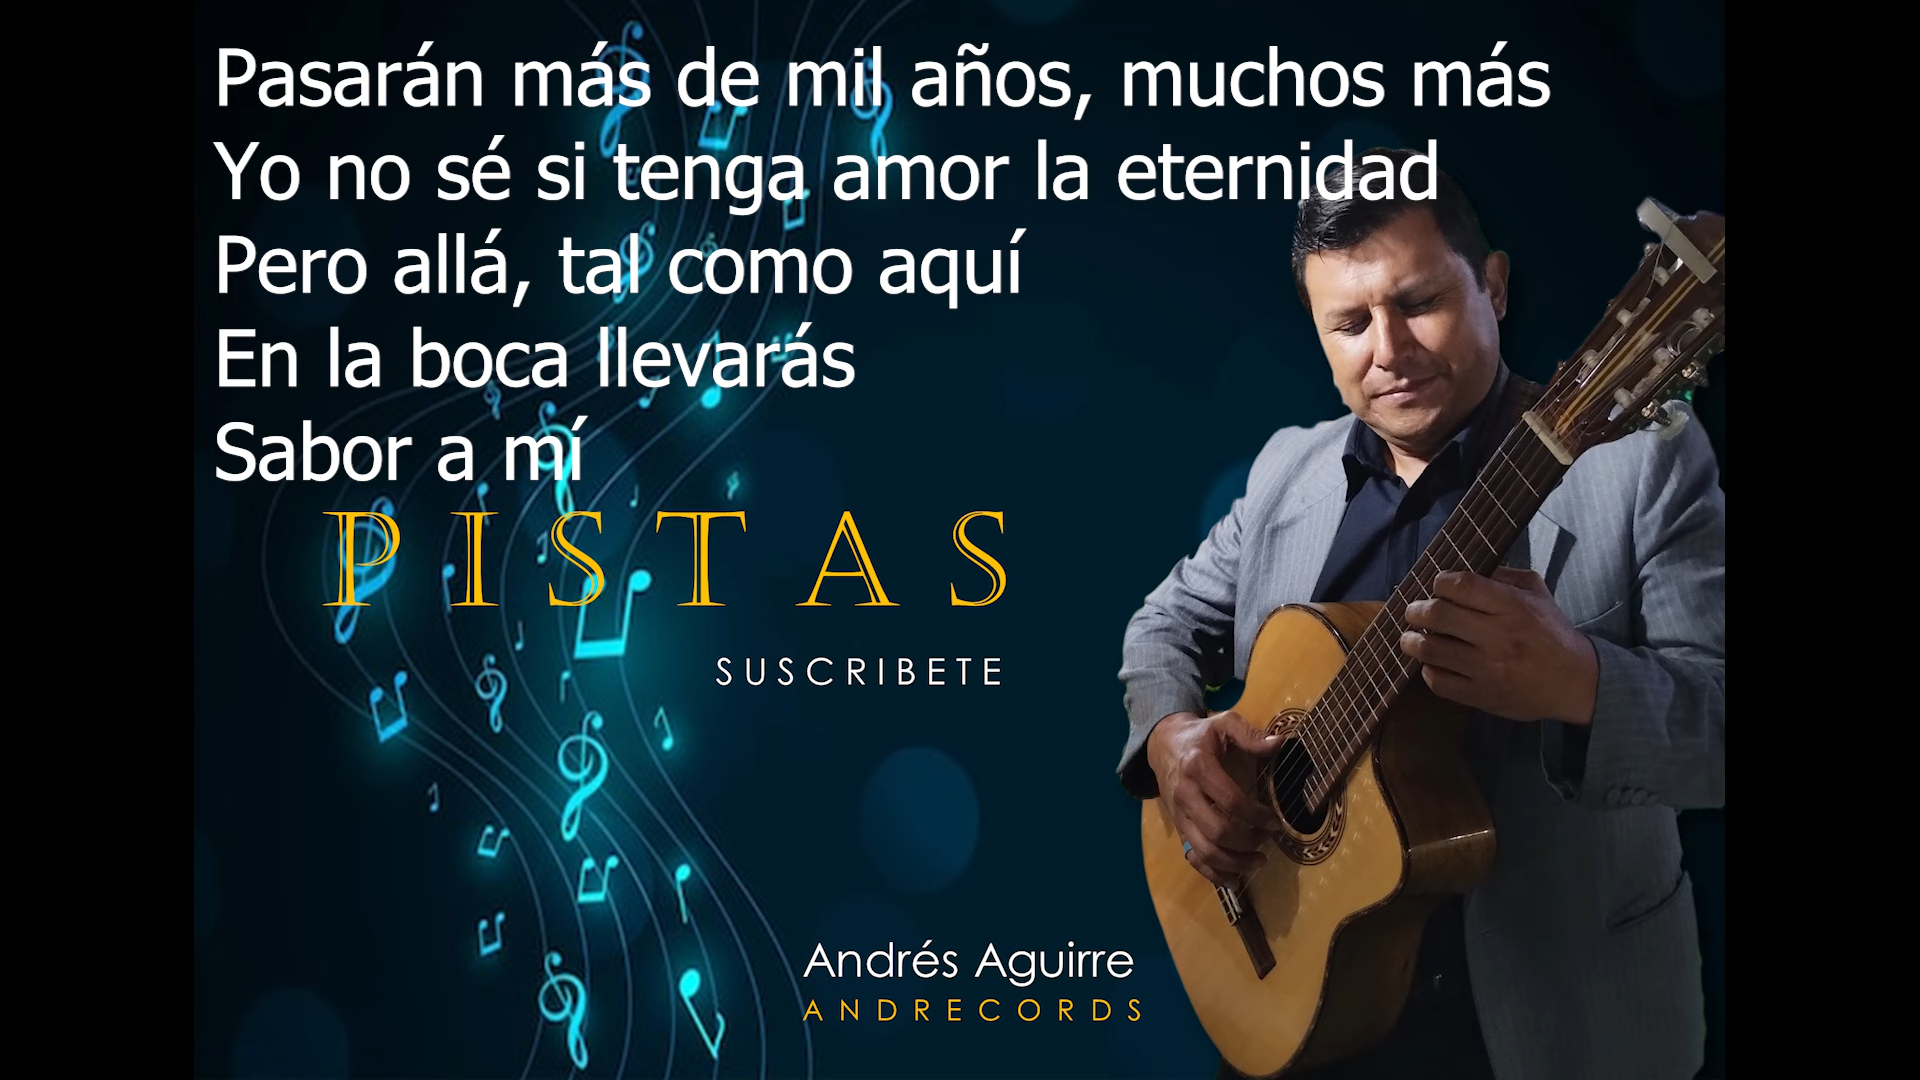 Pasarán más de mil años, muchos más
Yo no sé si tenga amor la eternidad
Pero allá, tal como aquí
En la boca llevarás
Sabor a mí
PISTAS
SUSCRIBETE
Andrés Aguirre
ANDRECORDS